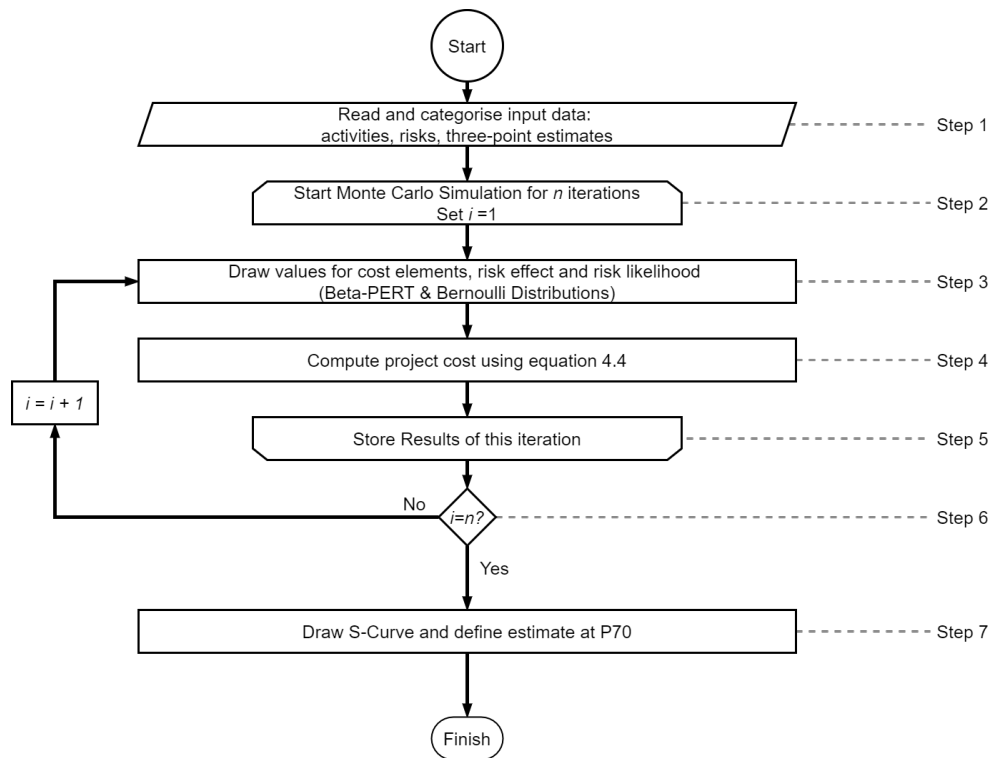 Start
Read and categorise input data:
activities, risks, three-point estimates
Step 1
Start Monte Carlo Simulation for n iterations
Set i =1
Step 2
Draw values for cost elements, risk effect and risk likelihood
(Beta-PERT & Bernoulli Distributions)
Step 3
Compute project cost using equation 4.4
Step 4
i = i + 1
Store Results of this iteration
Step 5
No
i=n?
Step 6
Yes
Draw S-Curve and define estimate at P70
Step 7
Finish